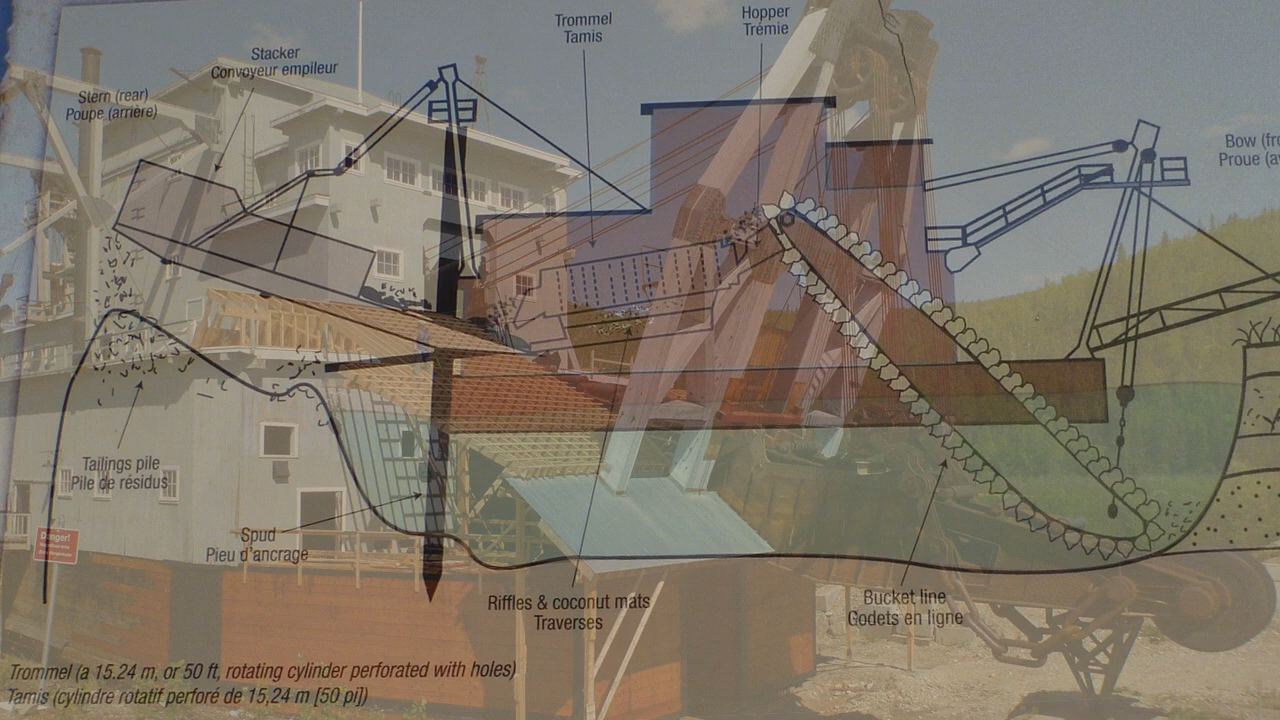 Trommel
Tamis
Hopper
Trémie
Stacker
Convoyeur empileur
Stern (rear)
Poupe (arrière)
Bow
Proue
Tailings pile
Pile de résidus
Danger!
Spud
Pieu d'ancrage
Riffles & coconut mats
Traverses
Bucket line
Godets en ligne
Trommel (a 15.24 m, or 50 ft, rotating cylinder perforated with holes)
Tamis (cylindre rotatif perforé de 15,24 m [50 pi])